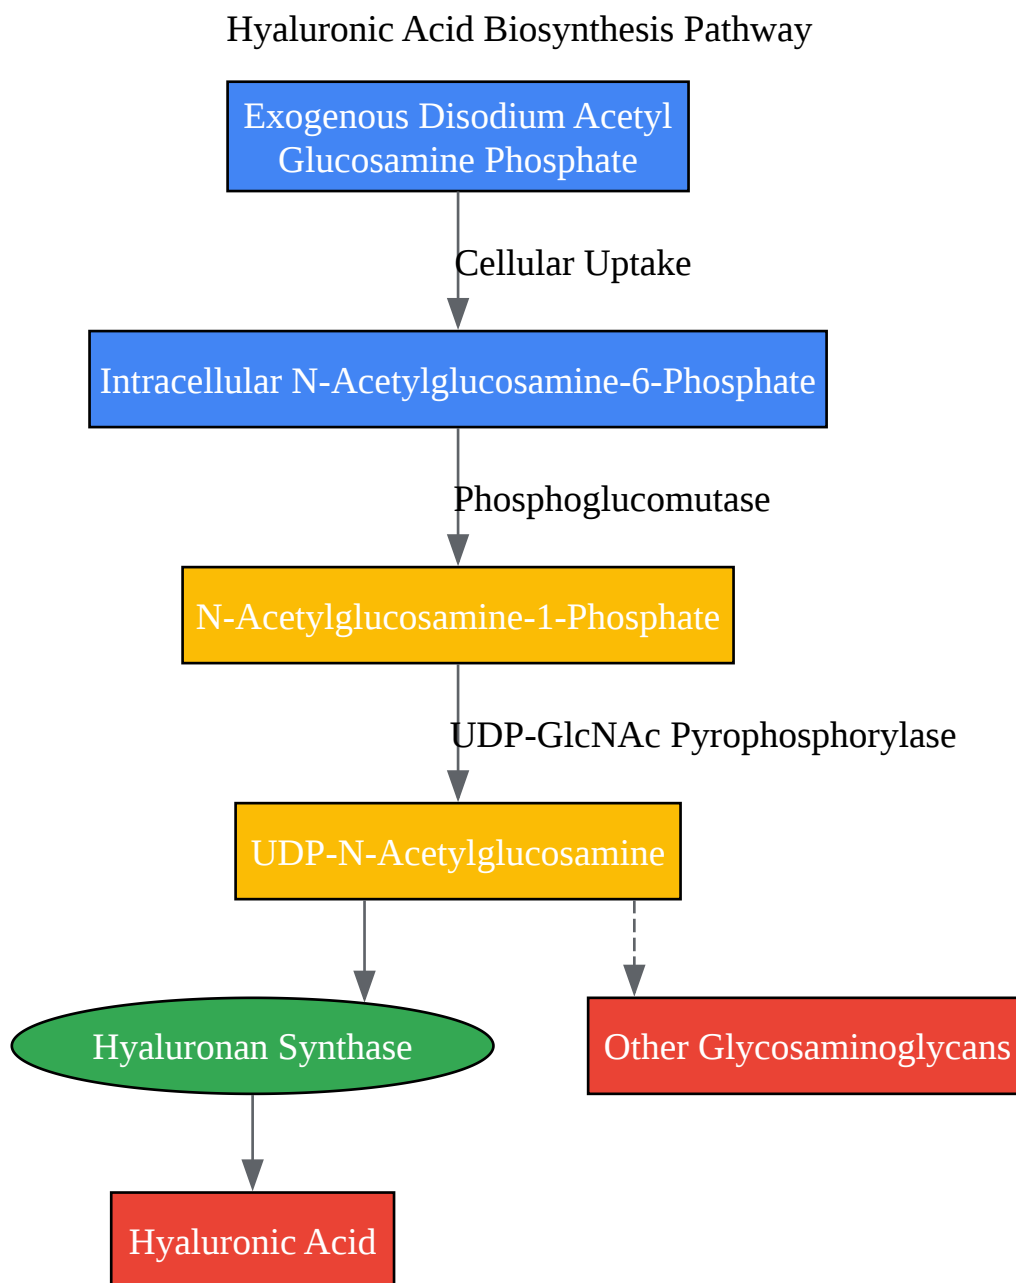 Hyaluronic Acid Biosynthesis Pathway
Exogenous Disodium Acetyl
Glucosamine Phosphate
Cellular Uptake
Intracellular N-Acetylglucosamine-6-Phosphate
Phosphoglucomutase
N-Acetylglucosamine-1-Phosphate
UDP-GlcNAc Pyrophosphorylase
UDP-N-Acetylglucosamine
Hyaluronan Synthase
Other Glycosaminoglycans
Hyaluronic Acid